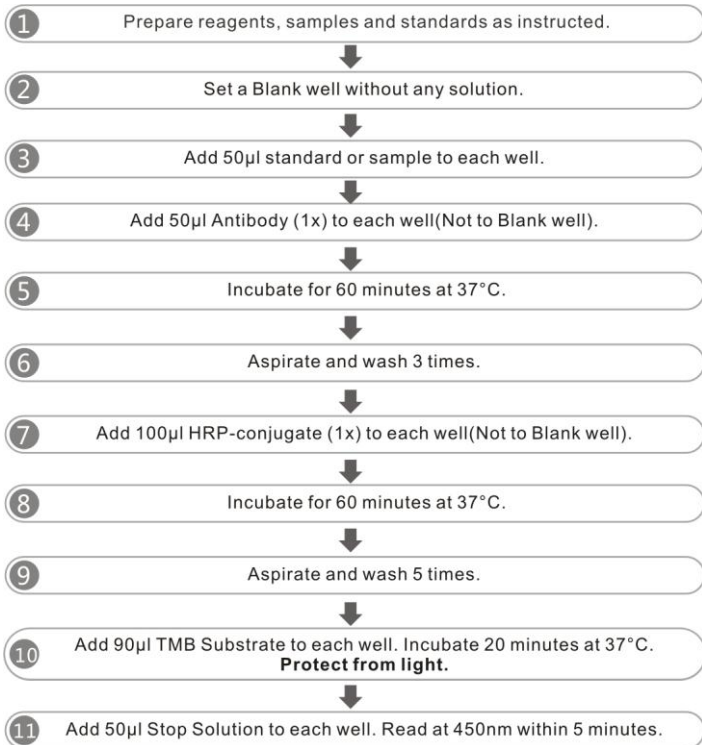 1 Prepare reagents, samples and standards as instructed.
2 Set a Blank well without any solution.
3 Add 50μl standard or sample to each well.
4 Add 50μl Antibody (1x) to each well(Not to Blank well).
5 Incubate for 60 minutes at 37°C.
6 Aspirate and wash 3 times.
7 Add 100μl HRP-conjugate (1x) to each well(Not to Blank well).
8 Incubate for 60 minutes at 37°C.
9 Aspirate and wash 5 times.
10 Add 90μl TMB Substrate to each well. Incubate 20 minutes at 37°C.
Protect from light.
11 Add 50μl Stop Solution to each well. Read at 450nm within 5 minutes.